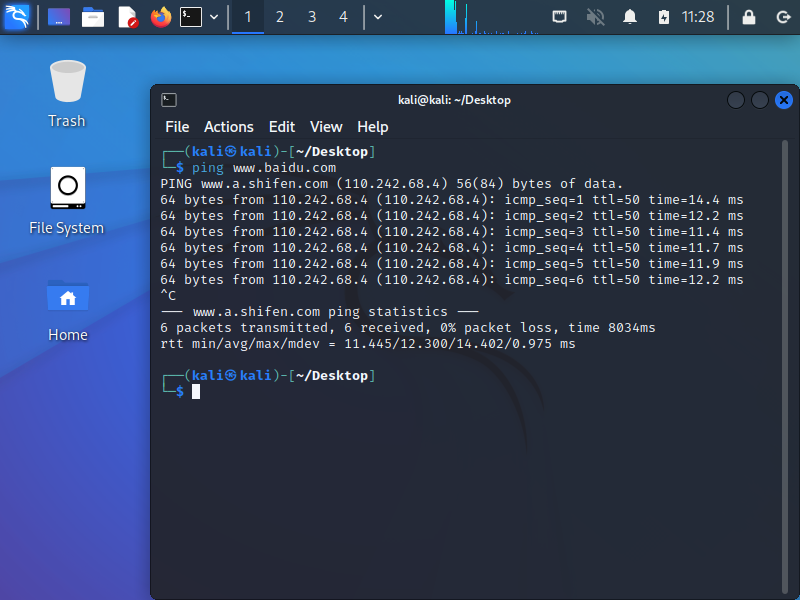 1 2 3 4 11:28
Trash
File System
Home
kali@kali: ~/Desktop
File Actions Edit View Help
┌──(kali㉿kali)-[~/Desktop]
└─$ ping www.baidu.com
PING www.a.shifen.com (110.242.68.4) 56(84) bytes of data.
64 bytes from 110.242.68.4 (110.242.68.4): icmp_seq=1 ttl=50 time=14.4 ms
64 bytes from 110.242.68.4 (110.242.68.4): icmp_seq=2 ttl=50 time=12.2 ms
64 bytes from 110.242.68.4 (110.242.68.4): icmp_seq=3 ttl=50 time=11.4 ms
64 bytes from 110.242.68.4 (110.242.68.4): icmp_seq=4 ttl=50 time=11.7 ms
64 bytes from 110.242.68.4 (110.242.68.4): icmp_seq=5 ttl=50 time=11.9 ms
64 bytes from 110.242.68.4 (110.242.68.4): icmp_seq=6 ttl=50 time=12.2 ms
^C
--- www.a.shifen.com ping statistics ---
6 packets transmitted, 6 received, 0% packet loss, time 8034ms
rtt min/avg/max/mdev = 11.445/12.300/14.402/0.975 ms
┌──(kali㉿kali)-[~/Desktop]
└─$